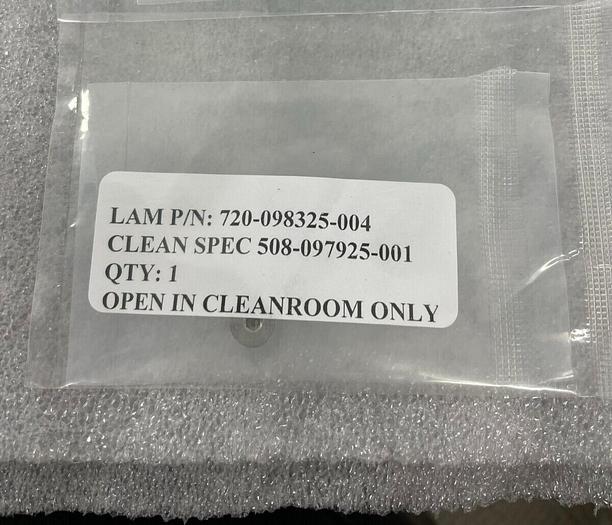 LAM P/N: 720-098325-004
CLEAN SPEC 508-097925-001
QTY: 1
OPEN IN CLEANROOM ONLY